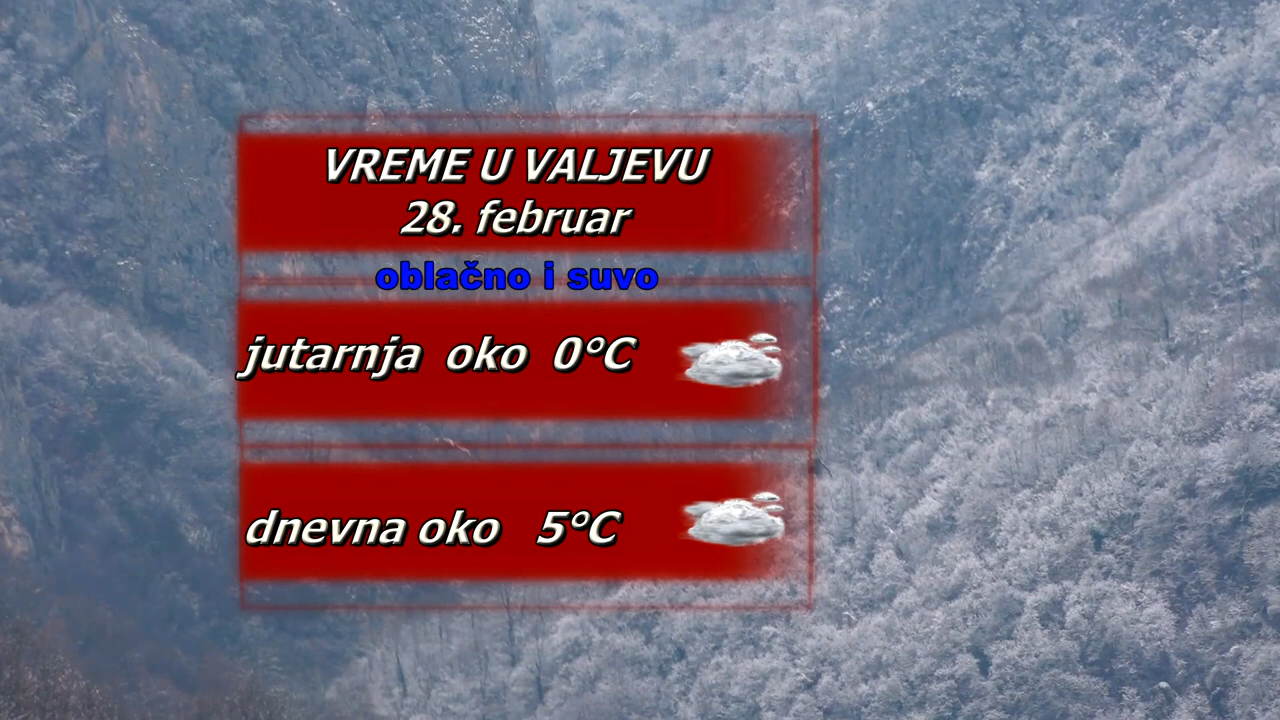 VREME U VALJEVU
28. februar
oblačno i suvo
jutarnja oko 0°C
dnevna oko 5°C